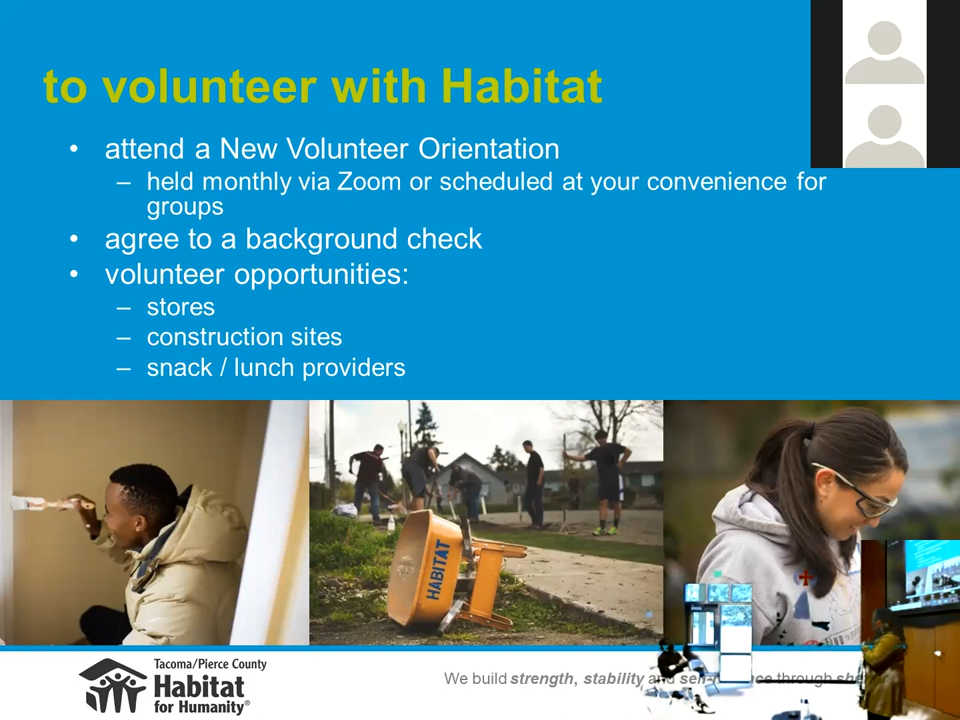 to volunteer with Habitat
• attend a New Volunteer Orientation
– held monthly via Zoom or scheduled at your convenience for
groups
• agree to a background check
• volunteer opportunities:
– stores
– construction sites
– snack / lunch providers
HABITAT
Tacoma/Pierce County
Habitat
for Humanity®
We build strength, stability and through